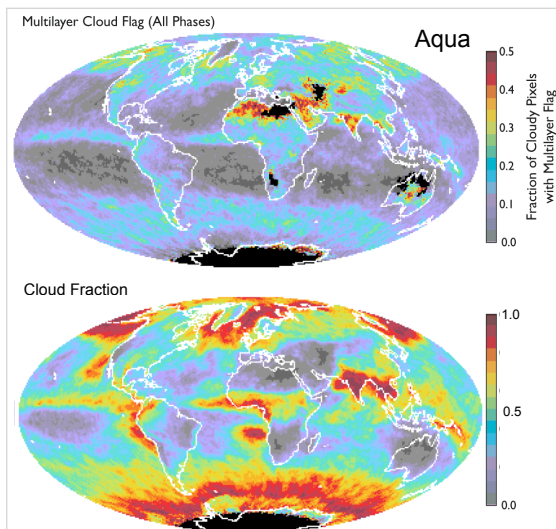 Multilayer Cloud Flag (All Phases)
Aqua
0.5
0.4
0.3
0.2
0.1
0.0
Fraction of Cloudy Pixels
with Multilayer Flag
Cloud Fraction
1.0
0.5
0.0